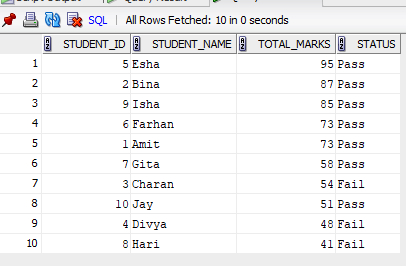 SQL | All Rows Fetched: 10 in 0 seconds
STUDENT_ID STUDENT_NAME TOTAL_MARKS STATUS
1 5 Esha 95 Pass
2 2 Bina 87 Pass
3 9 Isha 85 Pass
4 6 Farhan 73 Pass
5 1 Amit 73 Pass
6 7 Gita 58 Pass
7 3 Charan 54 Fail
8 10 Jay 51 Pass
9 4 Divya 48 Fail
10 8 Hari 41 Fail